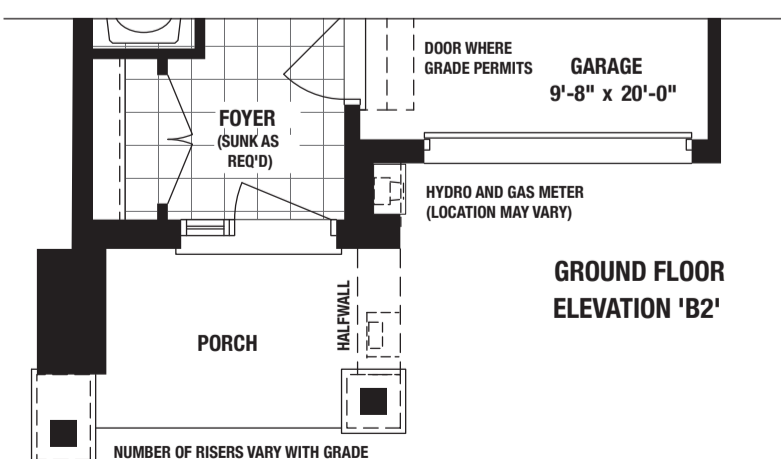 DOOR WHERE
GRADE PERMITS
GARAGE
9'-8" x 20'-0"
FOYER
(SUNK AS
REQ'D)
HYDRO AND GAS METER
(LOCATION MAY VARY)
GROUND FLOOR
ELEVATION 'B2'
HALFWALL
PORCH
NUMBER OF RISERS VARY WITH GRADE